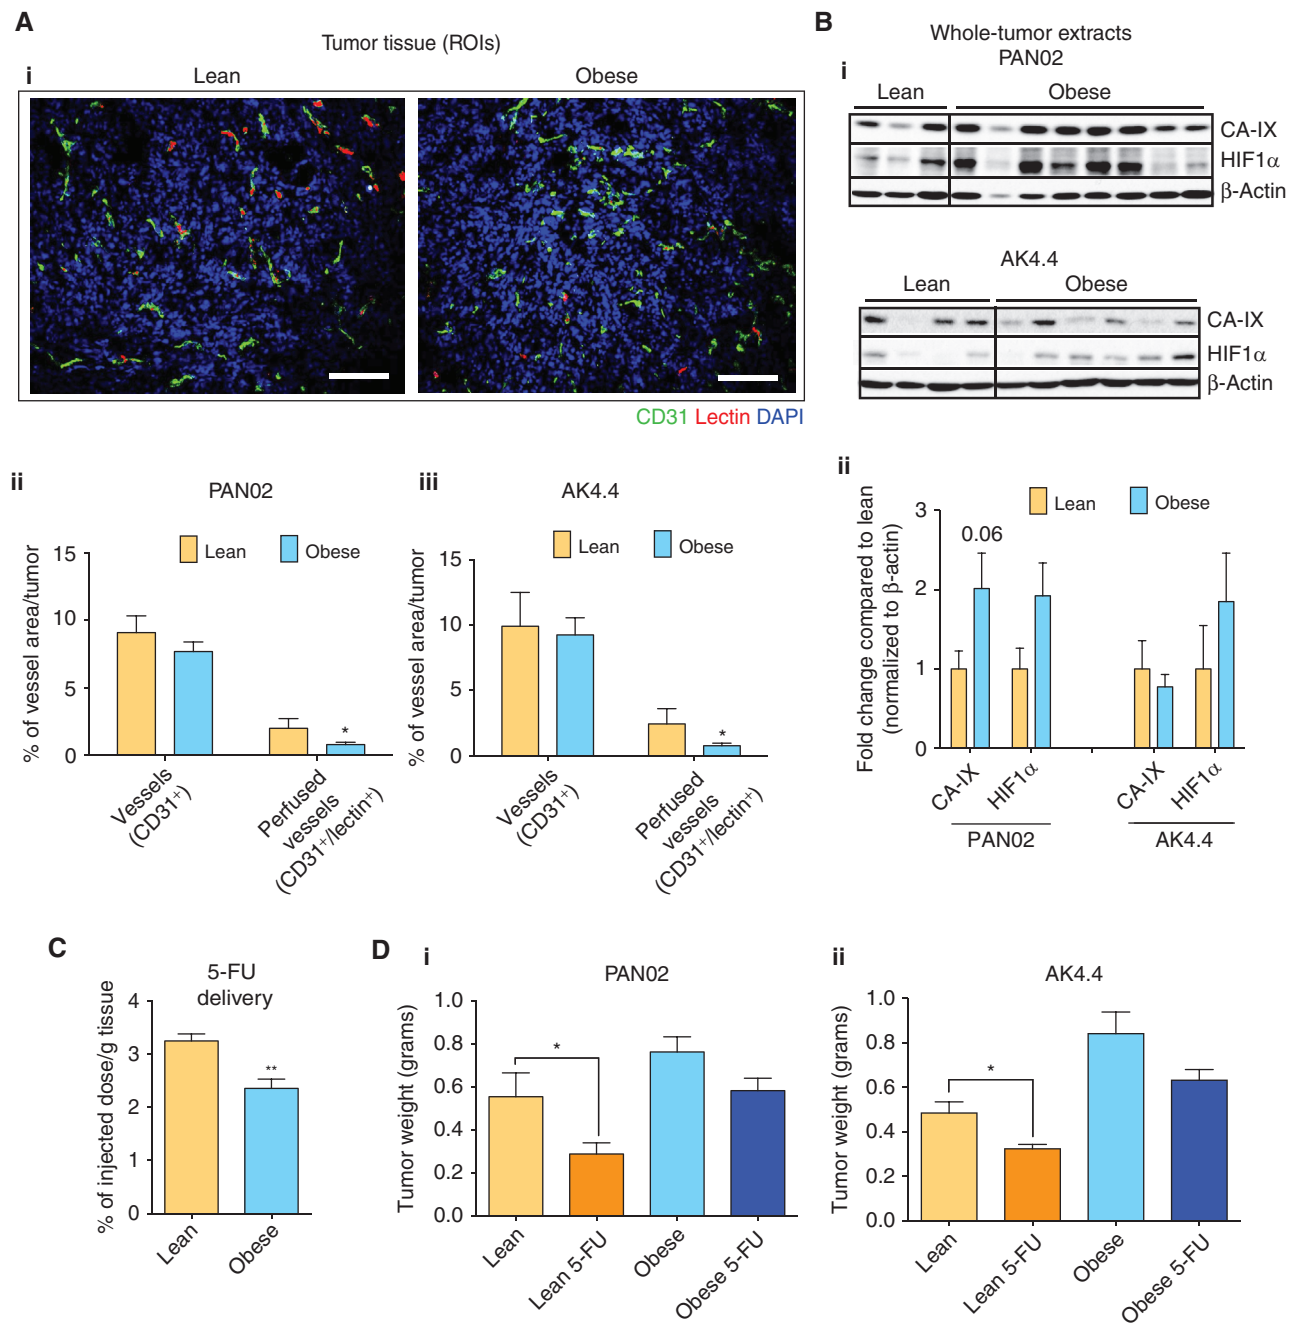 A
Tumor tissue (ROIs)
i
Lean
Obese
CD31 Lectin DAPI
ii
PAN02
Lean
Obese
% of vessel area/tumor
15
10
5
0
Vessels
(CD31+)
Perfused
vessels
(CD31+/lectin+)
*
iii
AK4.4
Lean
Obese
% of vessel area/tumor
15
10
5
0
Vessels
(CD31+)
Perfused
vessels
(CD31+/lectin+)
*
B
Whole-tumor extracts
PAN02
i
Lean
Obese
CA-IX
HIF1α
β-Actin
AK4.4
Lean
Obese
CA-IX
HIF1α
β-Actin
ii
Lean
Obese
Fold change compared to lean
(normalized to β-actin)
3
2
1
0
0.06
CA-IX
HIF1α
CA-IX
HIF1α
PAN02
AK4.4
C
5-FU
delivery
% of injected dose/g tissue
4
3
2
1
0
**
Lean
Obese
D
i
PAN02
Tumor weight (grams)
1.0
0.8
0.6
0.4
0.2
0.0
*
Lean
Lean 5-FU
Obese
Obese 5-FU
ii
AK4.4
Tumor weight (grams)
1.0
0.8
0.6
0.4
0.2
0.0
*
Lean
Lean 5-FU
Obese
Obese 5-FU